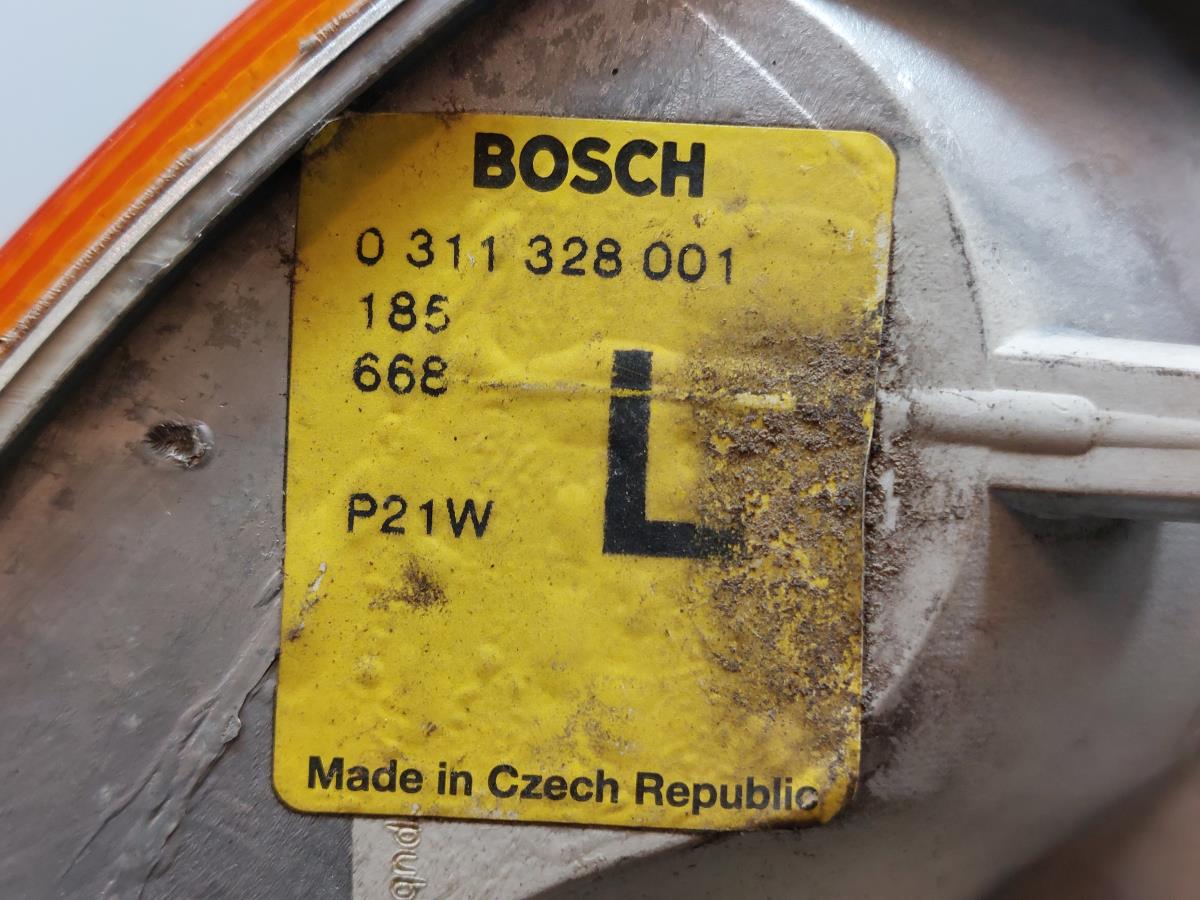 BOSCH
0 311 328 001
185
668
L
P21W
Made in Czech Republic